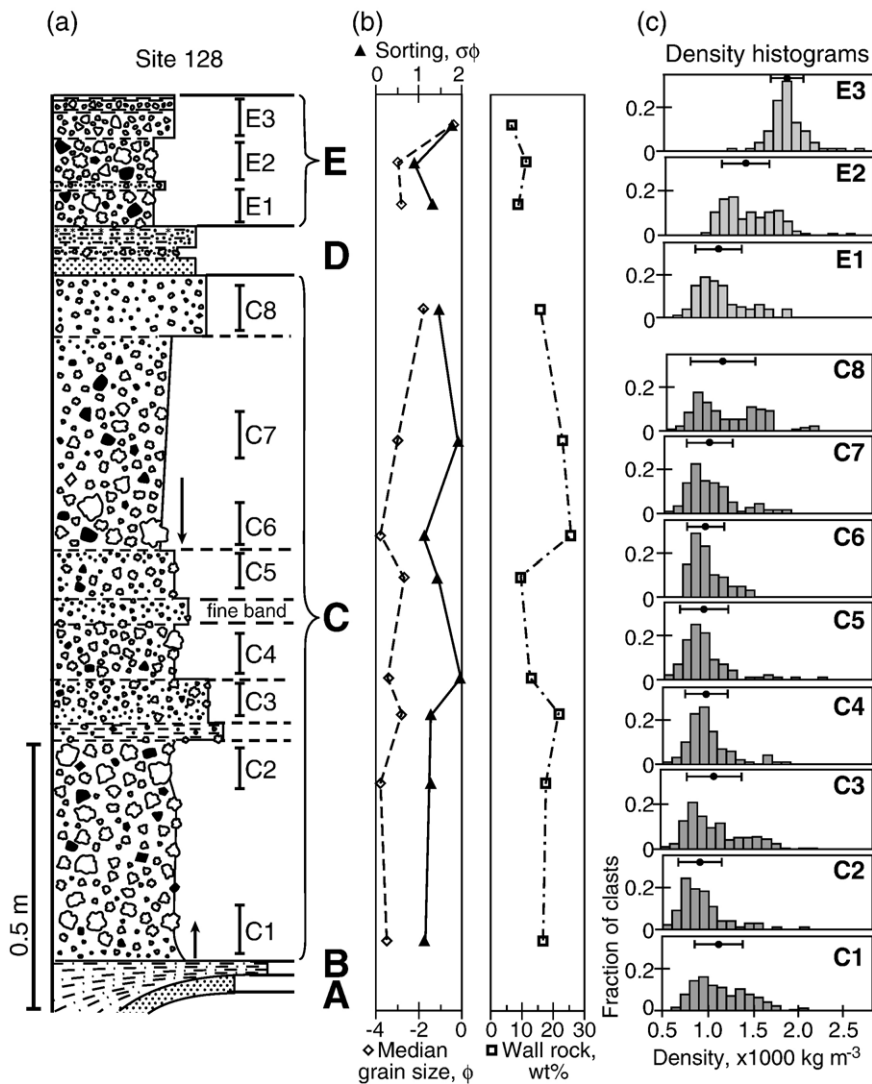 (a)
Site 128
E3
E2
E1
E
D
C8
C7
C6
C5
fine band
C4
C3
C2
C1
C
B
A
0.5 m
(b)
▲ Sorting, σϕ
0 1 2
-4 0
◇ Median
grain size, ϕ
0 10 20 30
Wall rock,
wt%
(c)
Density histograms
0.2
0
E3
0.2
0
E2
0.2
0
E1
0.2
0
C8
0.2
0
C7
0.2
0
C6
0.2
0
C5
0.2
0
C4
0.2
0
C3
0.2
0
C2
0.2
0
C1
Fraction of clasts
0.5 1.0 1.5 2.0 2.5
Density, x1000 kg m⁻³